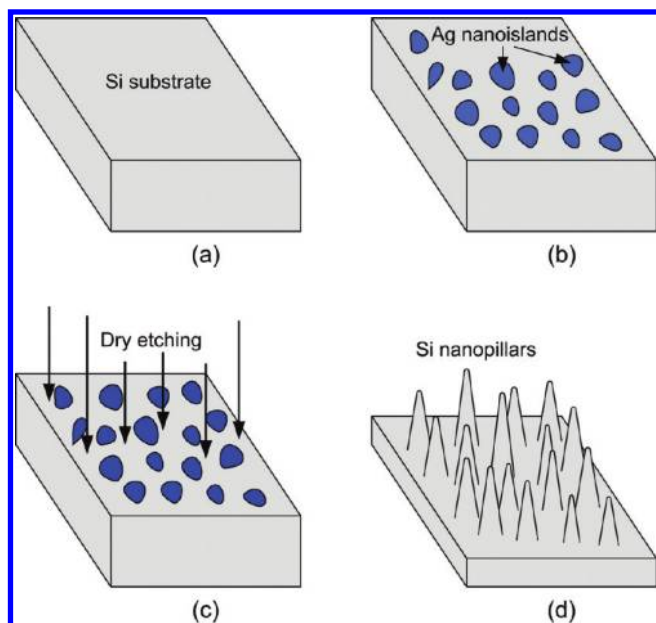 Si substrate
(a)
Ag nanoislands
(b)
Dry etching
(c)
Si nanopillars
(d)